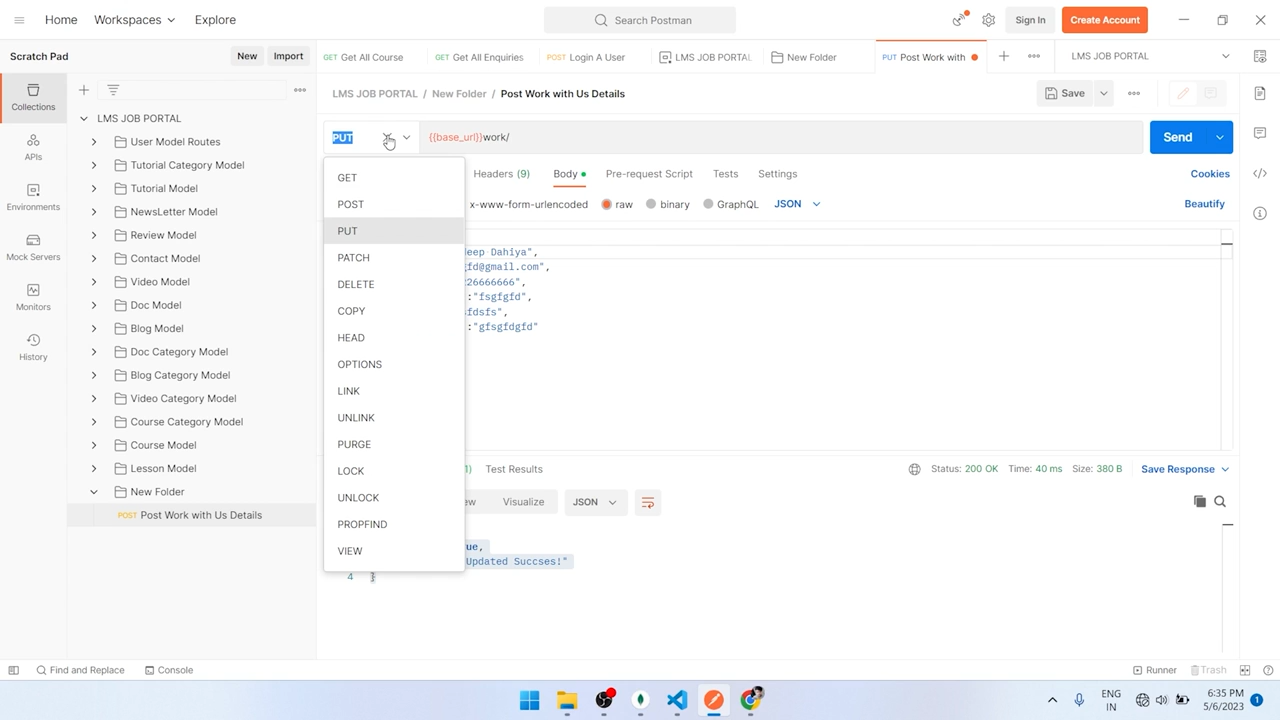 Home
Workspaces
Explore
Search Postman
Sign In
Create Account
Scratch Pad
New
Import
GET Get All Course
GET Get All Enquiries
POST Login A User
LMS JOB PORTAL
New Folder
PUT Post Work with
LMS JOB PORTAL
Collections
APIs
Environments
Mock Servers
Monitors
History
LMS JOB PORTAL
User Model Routes
Tutorial Category Model
Tutorial Model
NewsLetter Model
Review Model
Contact Model
Video Model
Doc Model
Blog Model
Doc Category Model
Blog Category Model
Video Category Model
Course Category Model
Course Model
Lesson Model
New Folder
POST Post Work with Us Details
LMS JOB PORTAL / New Folder / Post Work with Us Details
Save
PUT
{{base_url}}work/
Send
GET
POST
PUT
PATCH
DELETE
COPY
HEAD
OPTIONS
LINK
UNLINK
PURGE
LOCK
UNLOCK
PROPFIND
VIEW
Headers (9)
Body
Pre-request Script
Tests
Settings
Cookies
x-www-form-urlencoded
raw
binary
GraphQL
JSON
Beautify
deep Dahiya",
gfd@gmail.com",
26666666",
:"fsgfgfd",
fdsfs",
:"gfsgfdgfd"
1)
Test Results
Status: 200 OK
Time: 40 ms
Size: 380 B
Save Response
ew
Visualize
JSON
ue,
Updated Succses!"
4 }
Find and Replace
Console
Runner
Trash
ENG
IN
6:35 PM
5/6/2023
1